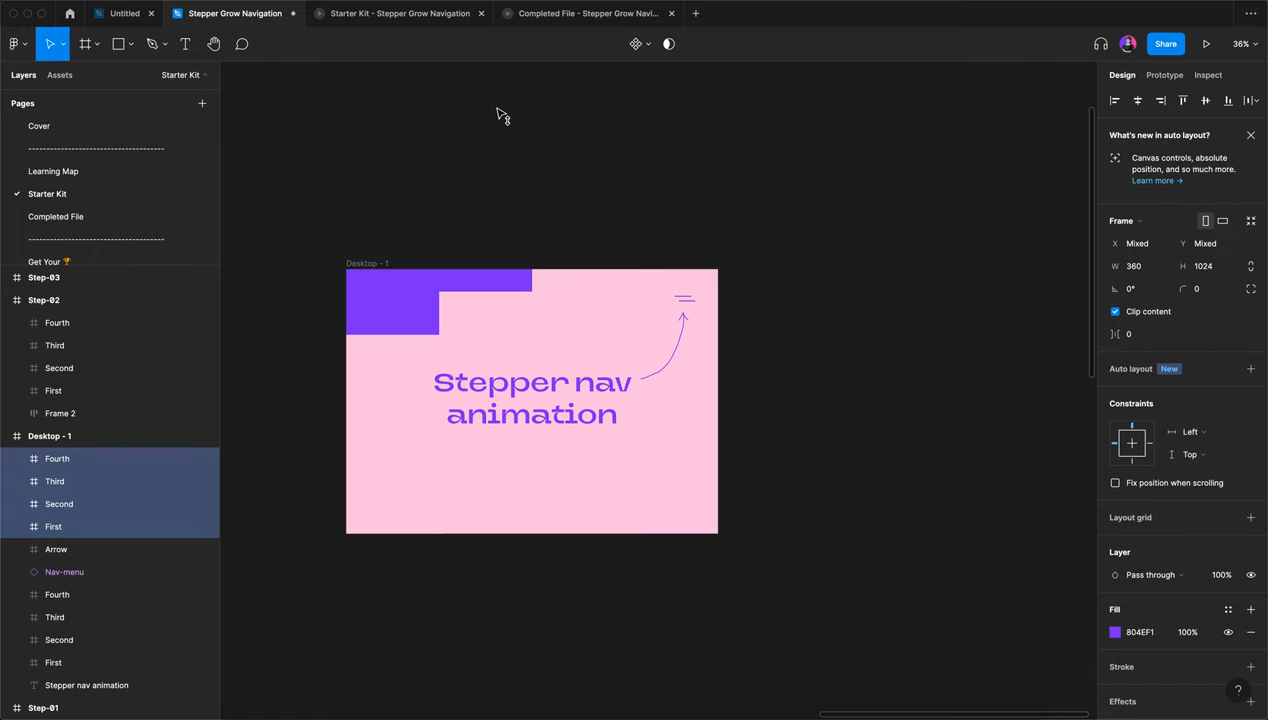 Untitled
Stepper Grow Navigation
Starter Kit - Stepper Grow Navigation
Completed File - Stepper Grow Navi...
Share
36%
Layers
Assets
Starter Kit
Design
Prototype
Inspect
Pages
Cover
--------------------------------------
Learning Map
Starter Kit
Completed File
--------------------------------------
Get Your 🏆
Step-03
Step-02
Fourth
Third
Second
First
Frame 2
Desktop - 1
Fourth
Third
Second
First
Arrow
Nav-menu
Fourth
Third
Second
First
Stepper nav animation
Step-01
Desktop - 1
Stepper nav
animation
What's new in auto layout?
Canvas controls, absolute
position, and so much more.
Learn more →
Frame
X Mixed Y Mixed
W 360 H 1024
0° 0
Clip content
0
Auto layout New
Constraints
Left
Top
Fix position when scrolling
Layout grid
Layer
Pass through 100%
Fill
804EF1 100%
Stroke
Effects
?